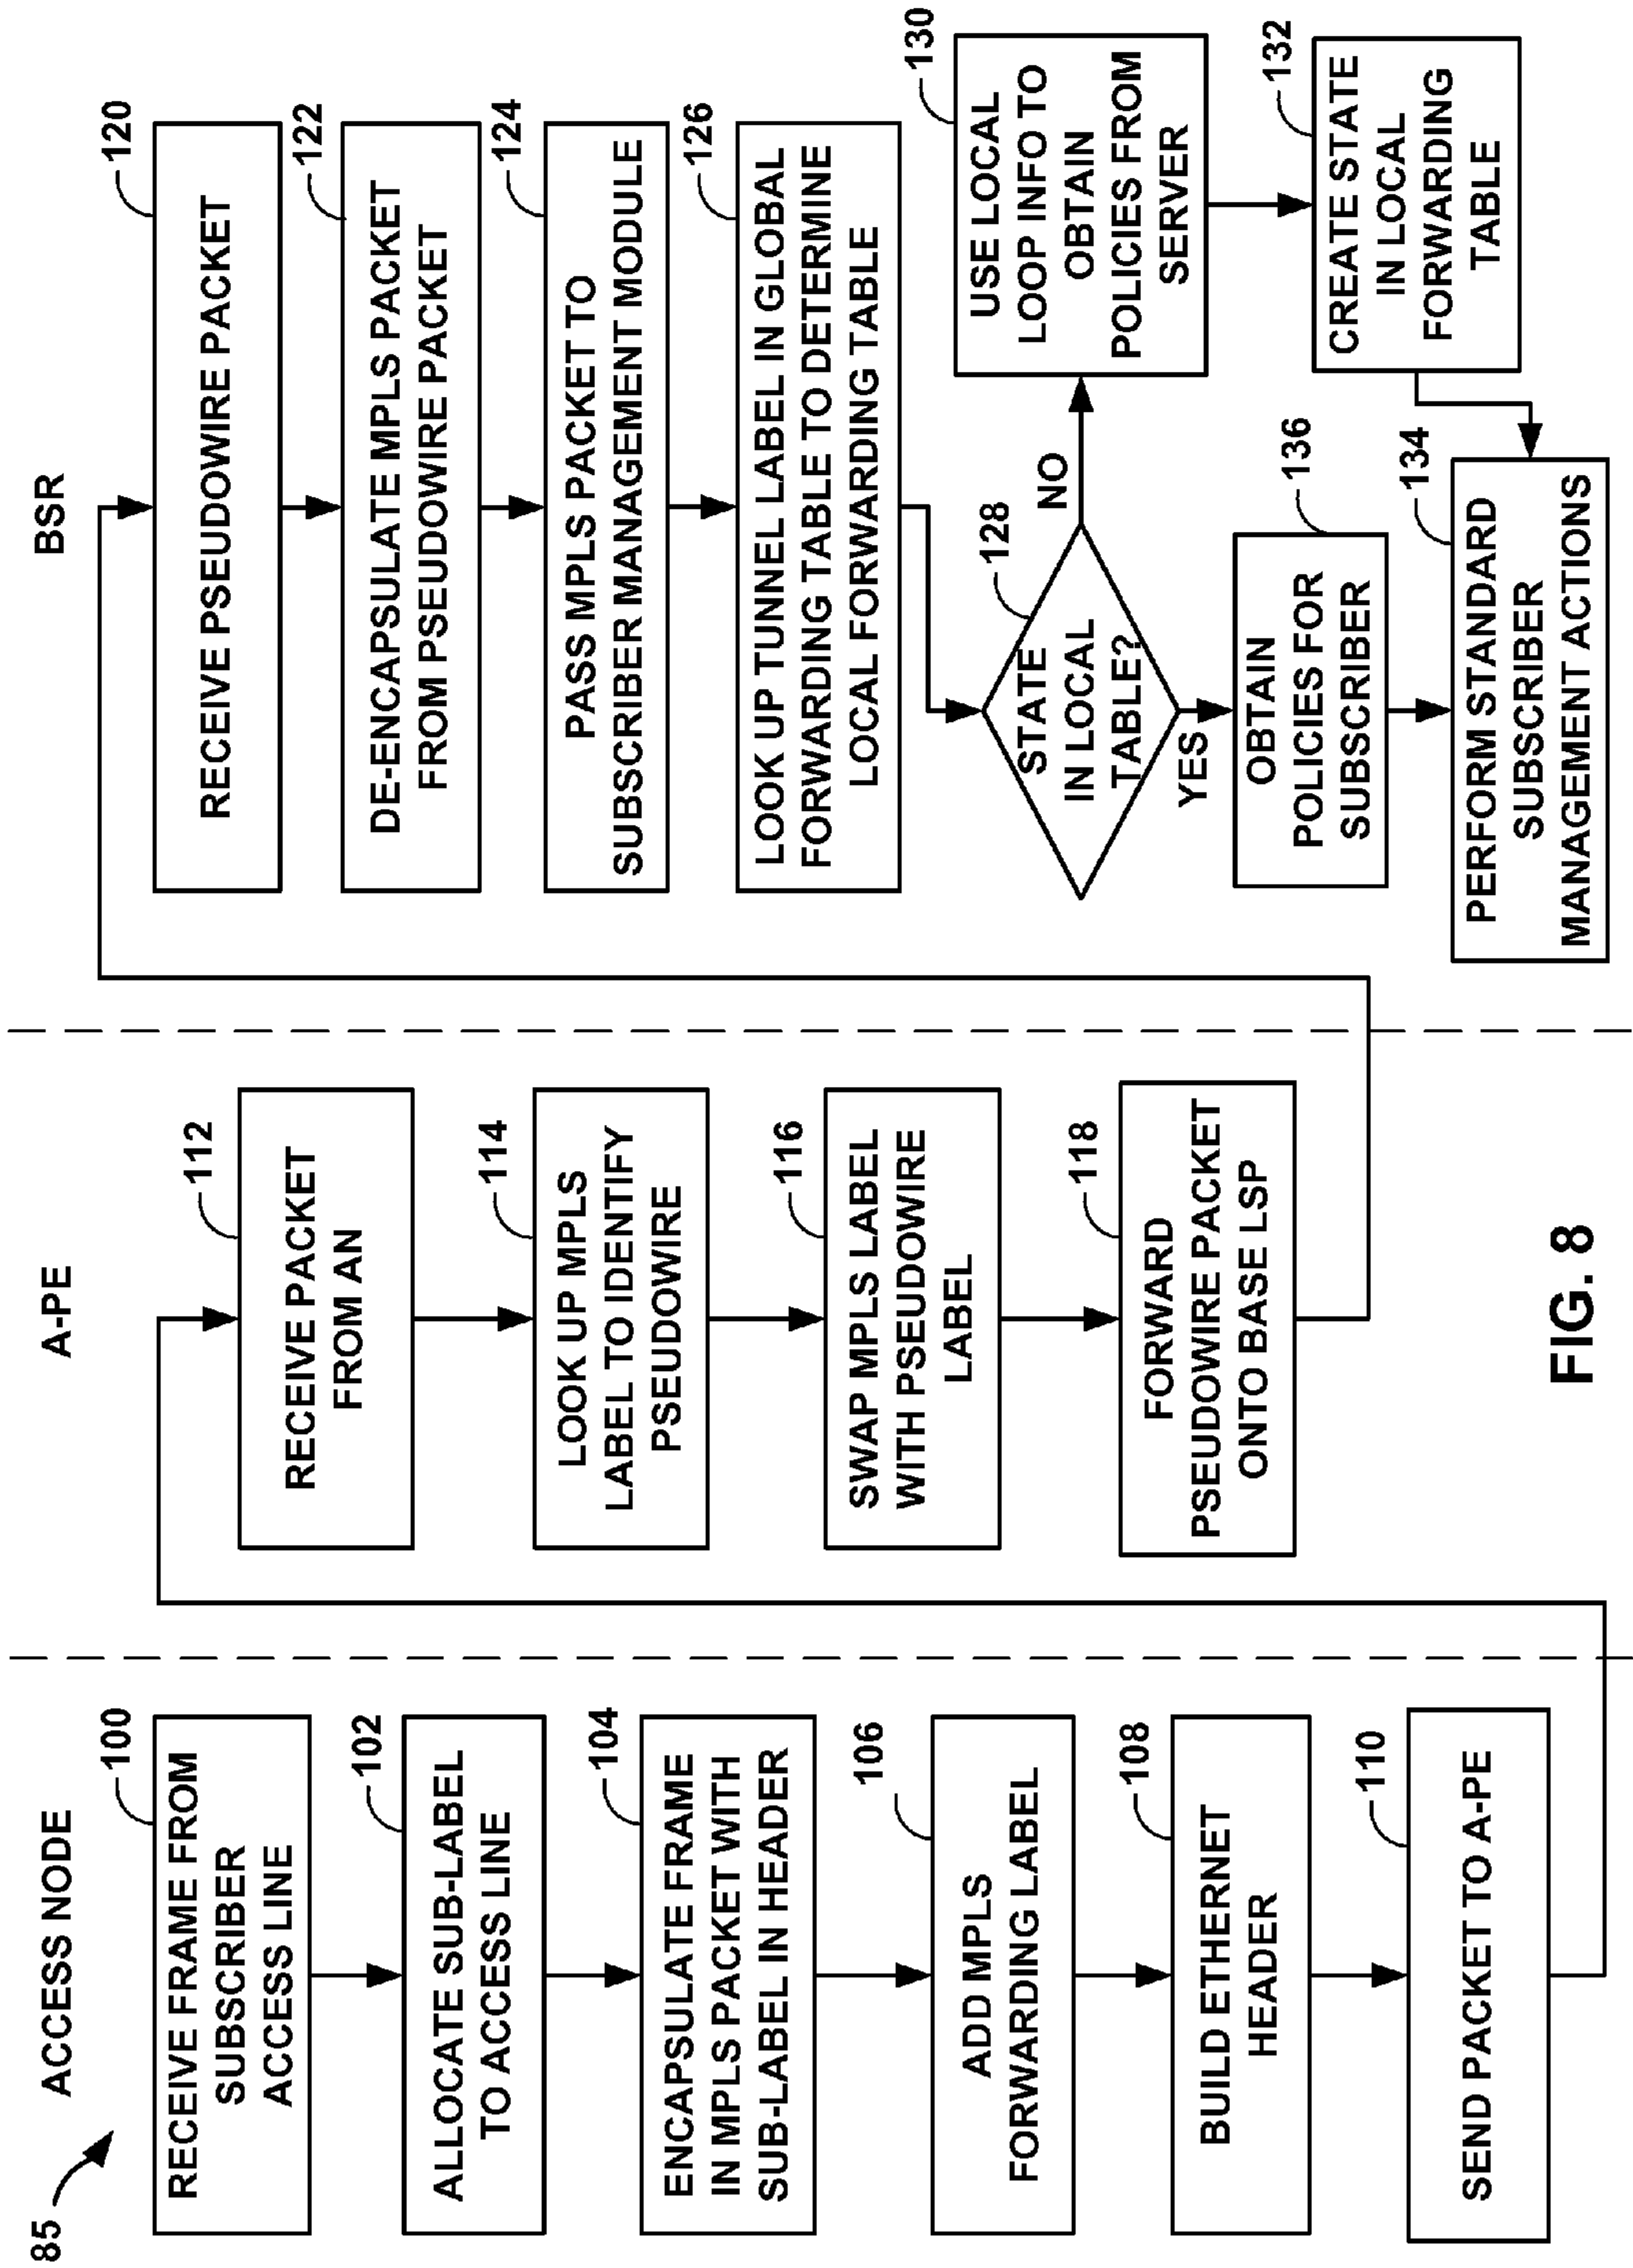 85
ACCESS NODE
100
RECEIVE FRAME FROM
SUBSCRIBER
ACCESS LINE
102
ALLOCATE SUB-LABEL
TO ACCESS LINE
104
ENCAPSULATE FRAME
IN MPLS PACKET WITH
SUB-LABEL IN HEADER
106
ADD MPLS
FORWARDING LABEL
108
BUILD ETHERNET
HEADER
110
SEND PACKET TO A-PE
A-PE
112
RECEIVE PACKET
FROM AN
114
LOOK UP MPLS
LABEL TO IDENTIFY
PSEUDOWIRE
116
SWAP MPLS LABEL
WITH PSEUDOWIRE
LABEL
118
FORWARD
PSEUDOWIRE PACKET
ONTO BASE LSP
BSR
120
RECEIVE PSEUDOWIRE PACKET
122
DE-ENCAPSULATE MPLS PACKET
FROM PSEUDOWIRE PACKET
124
PASS MPLS PACKET TO
SUBSCRIBER MANAGEMENT MODULE
126
LOOK UP TUNNEL LABEL IN GLOBAL
FORWARDING TABLE TO DETERMINE
LOCAL FORWARDING TABLE
128
STATE
IN LOCAL
TABLE?
NO
YES
130
USE LOCAL
LOOP INFO TO
OBTAIN
POLICIES FROM
SERVER
132
CREATE STATE
IN LOCAL
FORWARDING
TABLE
136
OBTAIN
POLICIES FOR
SUBSCRIBER
134
PERFORM STANDARD
SUBSCRIBER
MANAGEMENT ACTIONS
FIG. 8